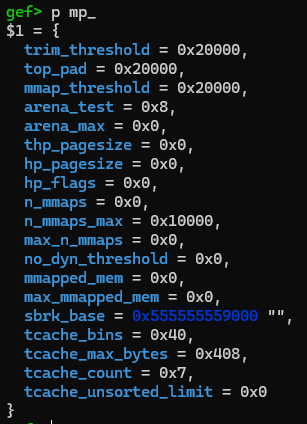 gef> p mp_
$1 = {
  trim_threshold = 0x20000,
  top_pad = 0x20000,
  mmap_threshold = 0x20000,
  arena_test = 0x8,
  arena_max = 0x0,
  thp_pagesize = 0x0,
  hp_pagesize = 0x0,
  hp_flags = 0x0,
  n_mmaps = 0x0,
  n_mmaps_max = 0x10000,
  max_n_mmaps = 0x0,
  no_dyn_threshold = 0x0,
  mmapped_mem = 0x0,
  max_mmapped_mem = 0x0,
  sbrk_base = 0x555555559000 "",
  tcache_bins = 0x40,
  tcache_max_bytes = 0x408,
  tcache_count = 0x7,
  tcache_unsorted_limit = 0x0
}